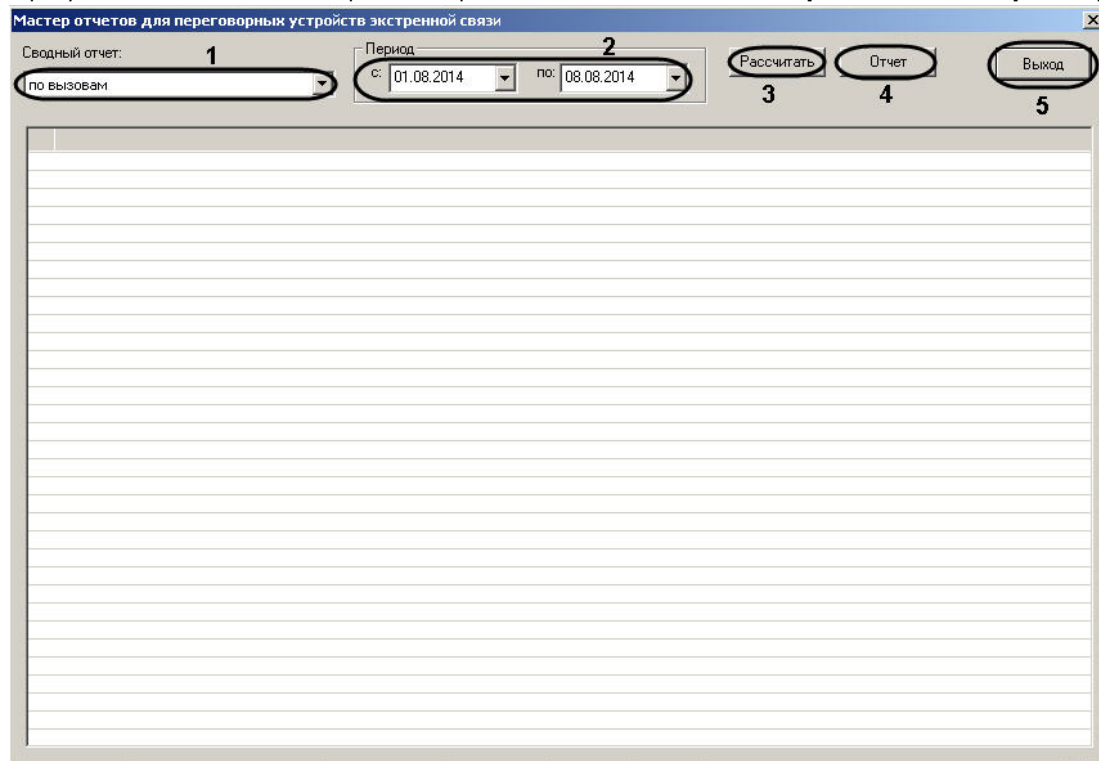 Мастер отчетов для переговорных устройств экстренной связи
Сводный отчет:
1
по вызовам
Период
2
с: 01.08.2014 по: 08.08.2014
Рассчитать
3
Отчет
4
Выход
5